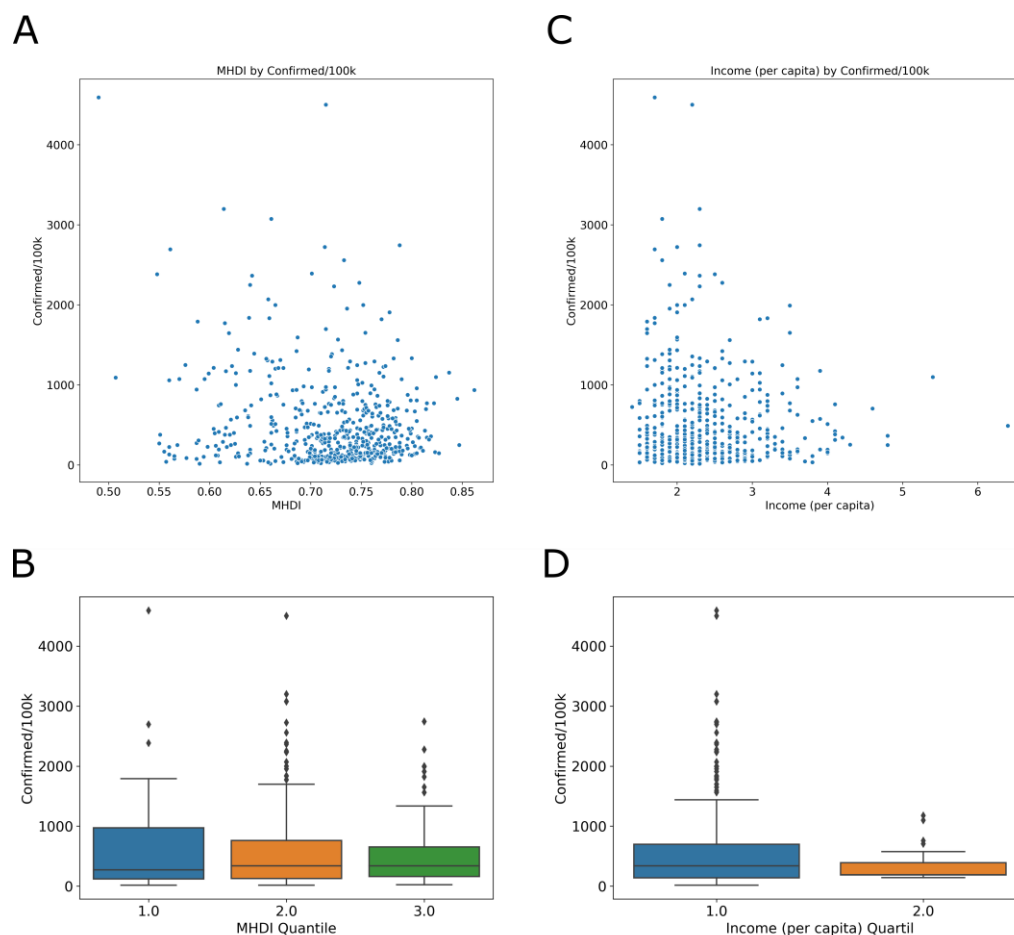 A
MHDI by Confirmed/100k
4000
3000
2000
1000
0
Confirmed/100k
0.50 0.55 0.60 0.65 0.70 0.75 0.80 0.85
MHDI
C
Income (per capita) by Confirmed/100k
4000
3000
2000
1000
0
Confirmed/100k
2 3 4 5 6
Income (per capita)
B
4000
3000
2000
1000
0
Confirmed/100k
1.0 2.0 3.0
MHDI Quantile
D
4000
3000
2000
1000
0
Confirmed/100k
1.0 2.0
Income (per capita) Quartil